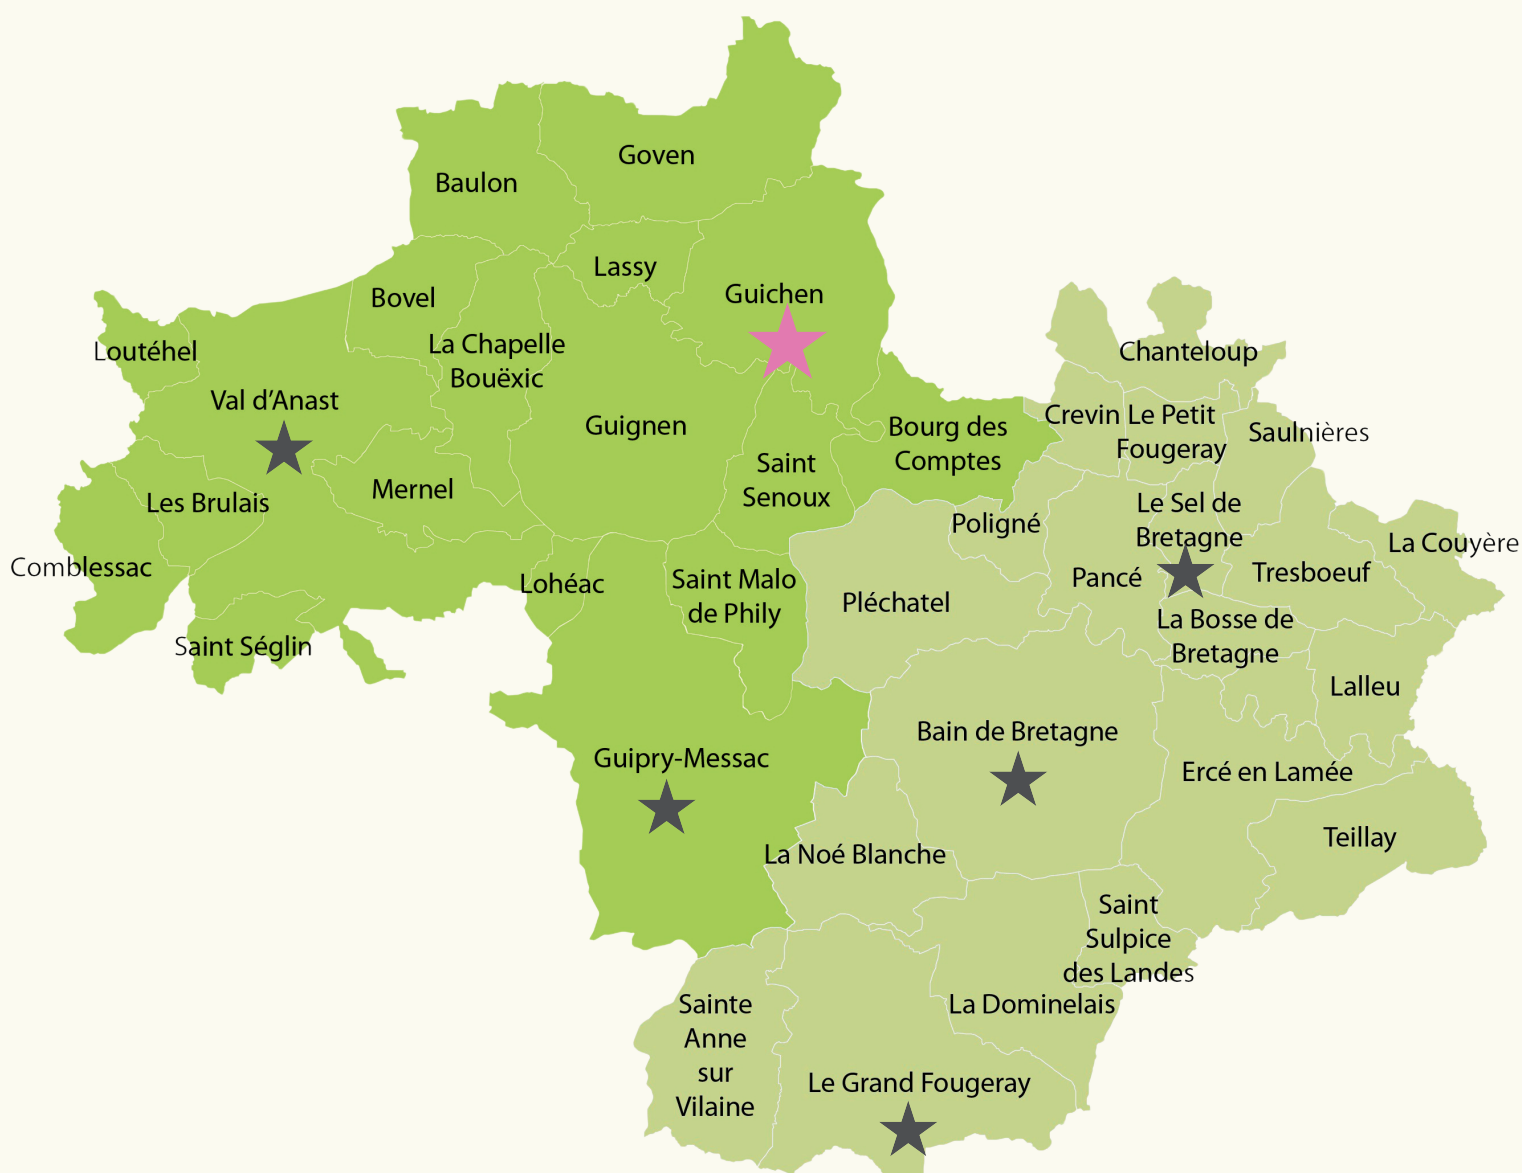 Goven
Baulon
Lassy
Guichen
Bovel
Loutéhel
La Chapelle
Bouëxic
Chanteloup
Val d’Anast
Guignen
Bourg des
Comptes
Crevin
Le Petit
Fougeray
Saulnières
Saint
Senoux
Mernel
Les Brulais
Poligné
Le Sel de
Bretagne
La Couyère
Comblessac
Lohéac
Saint Malo
de Phily
Pléchatel
Pancé
Tresboeuf
La Bosse de
Bretagne
Saint Séglin
Lalleu
Guipry-Messac
Bain de Bretagne
Ercé en Lamée
Teillay
La Noé Blanche
Saint
Sulpice
des Landes
Sainte
Anne
sur
Vilaine
La Dominelais
Le Grand Fougeray